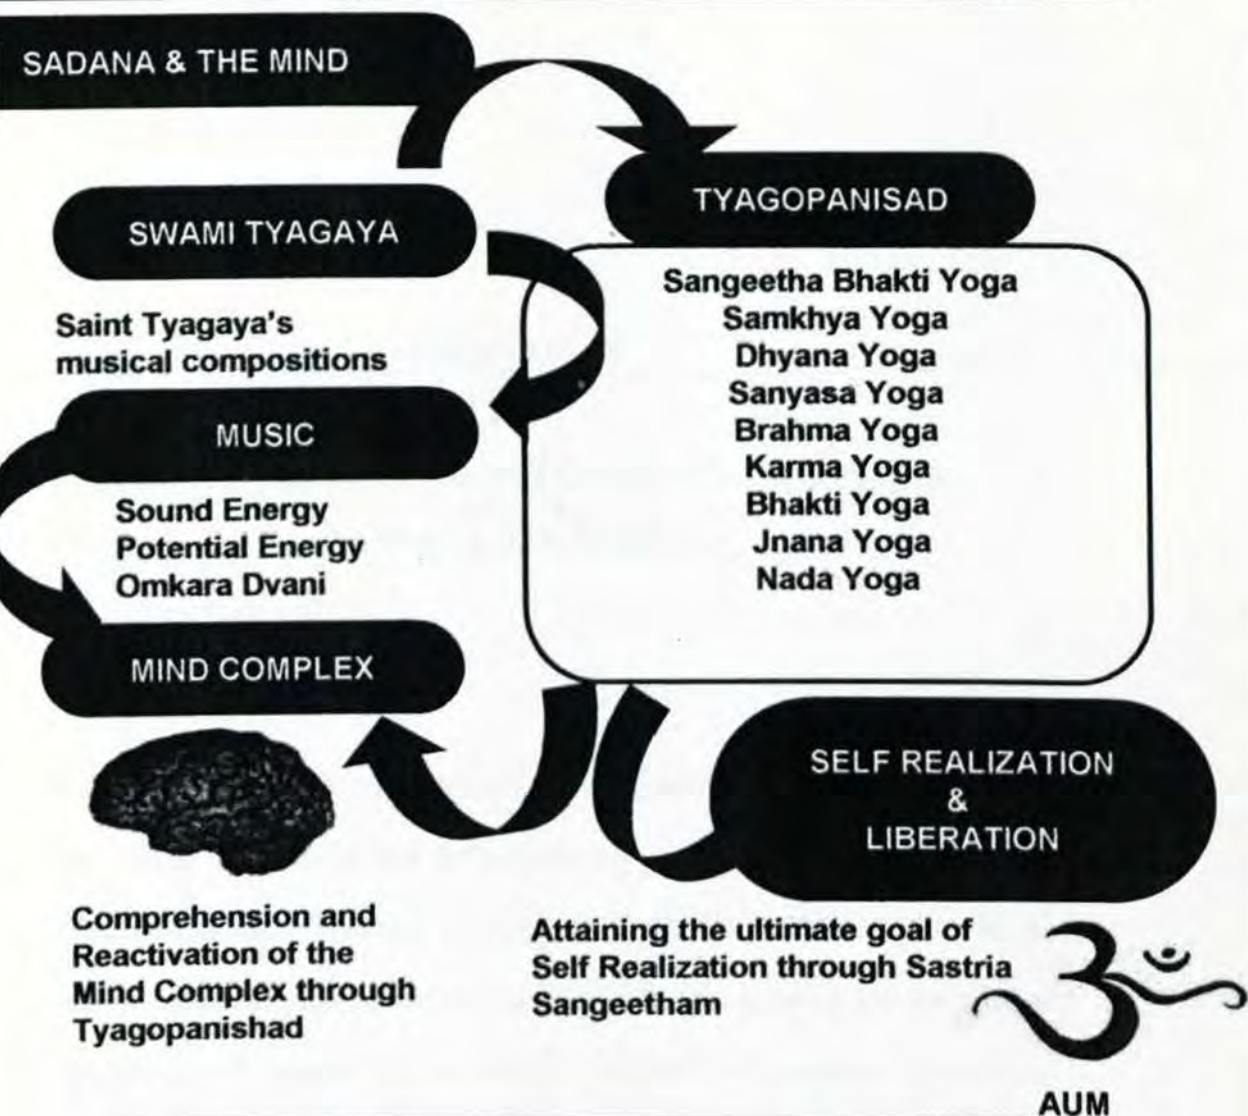 SADANA & THE MIND
SWAMI TYAGAYA
Saint Tyagaya's
musical compositions
MUSIC
Sound Energy
Potential Energy
Omkara Dvani
MIND COMPLEX
Comprehension and
Reactivation of the
Mind Complex through
Tyagopanishad
TYAGOPANISAD
Sangeetha Bhakti Yoga
Samkhya Yoga
Dhyana Yoga
Sanyasa Yoga
Brahma Yoga
Karma Yoga
Bhakti Yoga
Jnana Yoga
Nada Yoga
SELF REALIZATION
&
LIBERATION
Attaining the ultimate goal of
Self Realization through Sastria
Sangeetham
ॐ
AUM